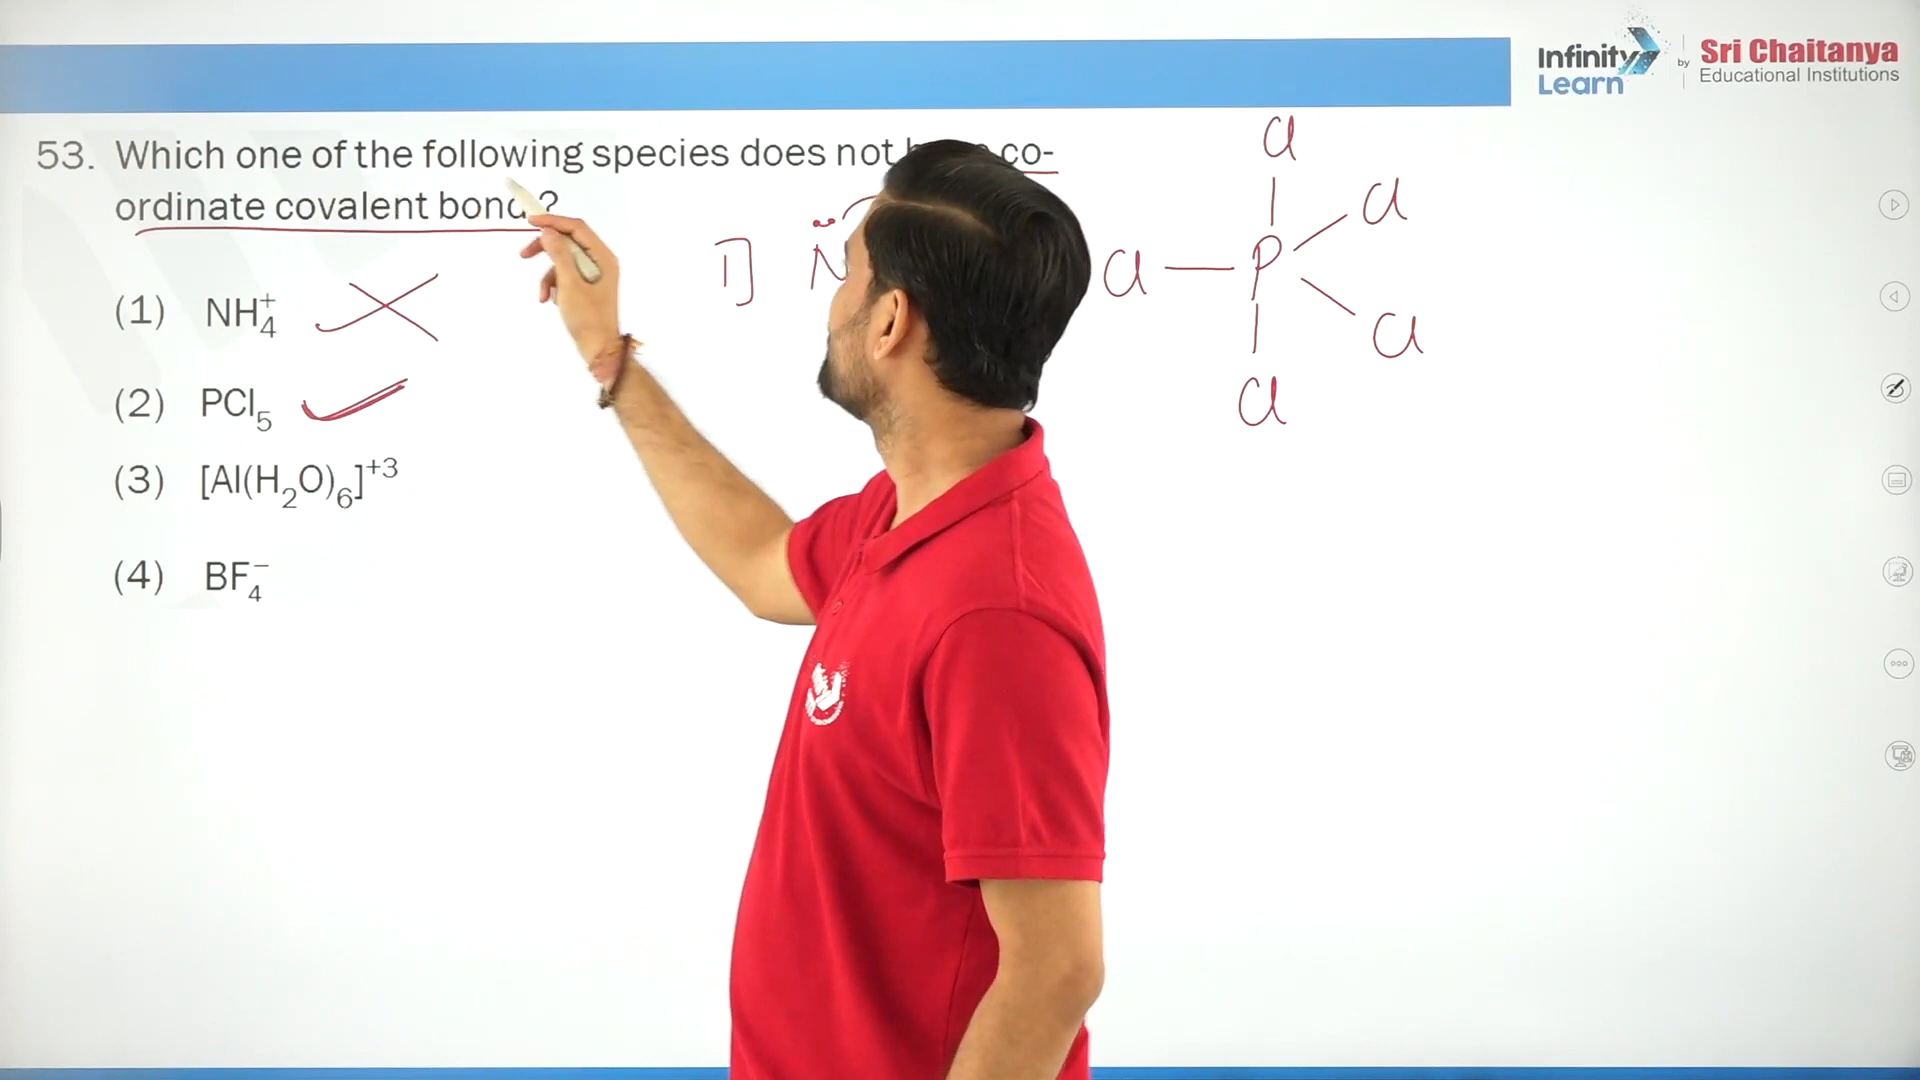 Infinity Learn by Sri Chaitanya Educational Institutions
53. Which one of the following species does not co-
ordinate covalent bond?
(1) NH₄⁺
(2) PCl₅
(3) [Al(H₂O)₆]⁺³
(4) BF₄⁻
1] N
Cl
Cl
Cl — P
Cl
Cl